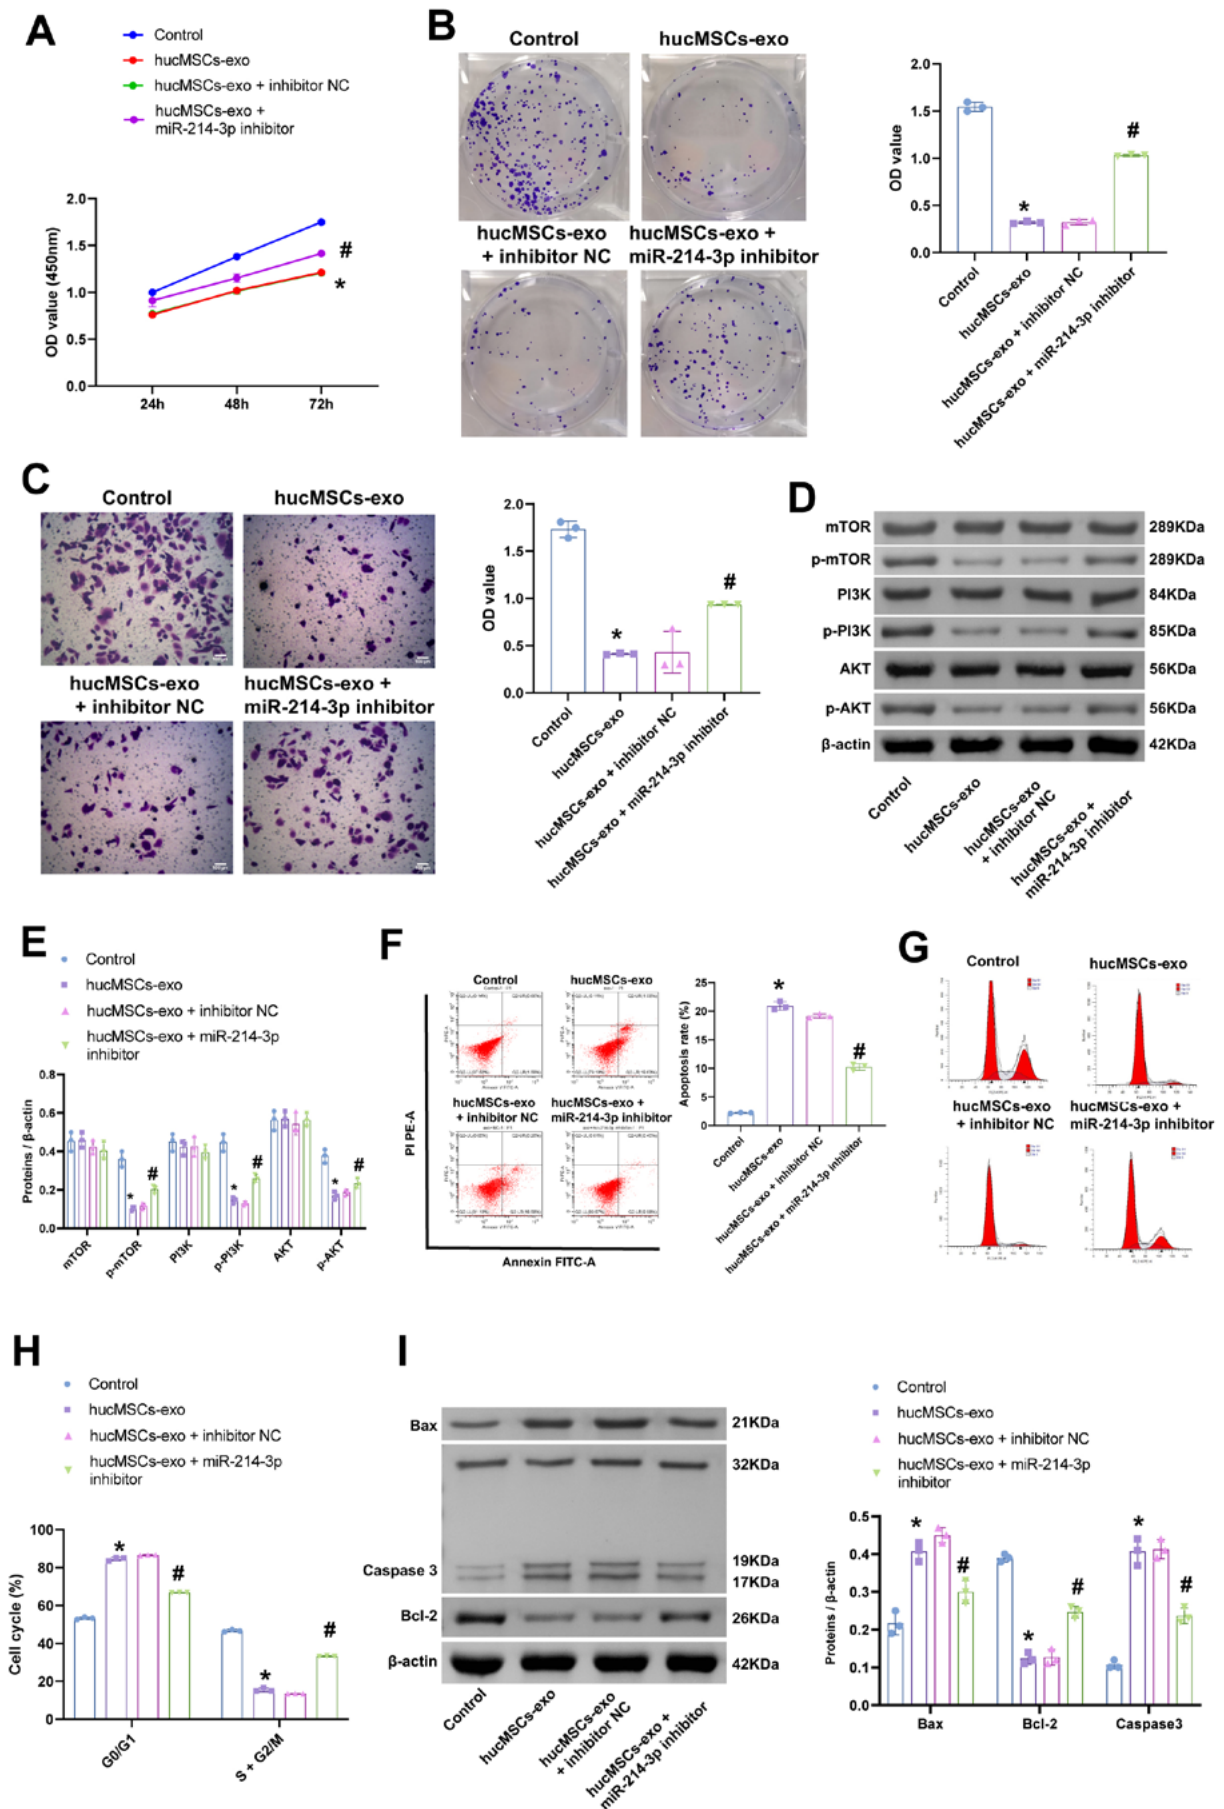 A
Control
hucMSCs-exo
hucMSCs-exo + inhibitor NC
hucMSCs-exo +
miR-214-3p inhibitor
OD value (450nm)
2.0
1.5
1.0
0.5
0.0
24h
48h
72h
#
*
B
Control
hucMSCs-exo
hucMSCs-exo
+ inhibitor NC
hucMSCs-exo +
miR-214-3p inhibitor
OD value
2.0
1.5
1.0
0.5
0.0
*
#
Control
hucMSCs-exo
hucMSCs-exo + inhibitor NC
hucMSCs-exo + miR-214-3p inhibitor
C
Control
hucMSCs-exo
hucMSCs-exo
+ inhibitor NC
hucMSCs-exo +
miR-214-3p inhibitor
OD value
2.0
1.5
1.0
0.5
0.0
*
#
Control
hucMSCs-exo
hucMSCs-exo + inhibitor NC
hucMSCs-exo + miR-214-3p inhibitor
D
mTOR
289KDa
p-mTOR
289KDa
PI3K
84KDa
p-PI3K
85KDa
AKT
56KDa
p-AKT
56KDa
β-actin
42KDa
Control
hucMSCs-exo
hucMSCs-exo
+ inhibitor NC
hucMSCs-exo +
miR-214-3p inhibitor
E
Control
hucMSCs-exo
hucMSCs-exo + inhibitor NC
hucMSCs-exo + miR-214-3p
inhibitor
Proteins / β-actin
0.8
0.6
0.4
0.2
0.0
*
#
*
#
*
#
mTOR
p-mTOR
PI3K
p-PI3K
AKT
p-AKT
F
Control
hucMSCs-exo
hucMSCs-exo
+ inhibitor NC
hucMSCs-exo +
miR-214-3p inhibitor
PI PE-A
Annexin FITC-A
Apoptosis rate (%)
25
20
15
10
5
0
*
#
Control
hucMSCs-exo
hucMSCs-exo + inhibitor NC
hucMSCs-exo + miR-214-3p inhibitor
G
Control
hucMSCs-exo
hucMSCs-exo
+ inhibitor NC
hucMSCs-exo +
miR-214-3p inhibitor
H
Control
hucMSCs-exo
hucMSCs-exo + inhibitor NC
hucMSCs-exo + miR-214-3p
inhibitor
Cell cycle (%)
100
80
60
40
20
0
*
#
*
#
G0/G1
S + G2/M
I
Bax
21KDa
32KDa
Caspase 3
19KDa
17KDa
Bcl-2
26KDa
β-actin
42KDa
Control
hucMSCs-exo
hucMSCs-exo
+ inhibitor NC
hucMSCs-exo +
miR-214-3p inhibitor
Control
hucMSCs-exo
hucMSCs-exo + inhibitor NC
hucMSCs-exo + miR-214-3p
inhibitor
Proteins / β-actin
0.5
0.4
0.3
0.2
0.1
0.0
*
#
*
#
*
#
Bax
Bcl-2
Caspase3